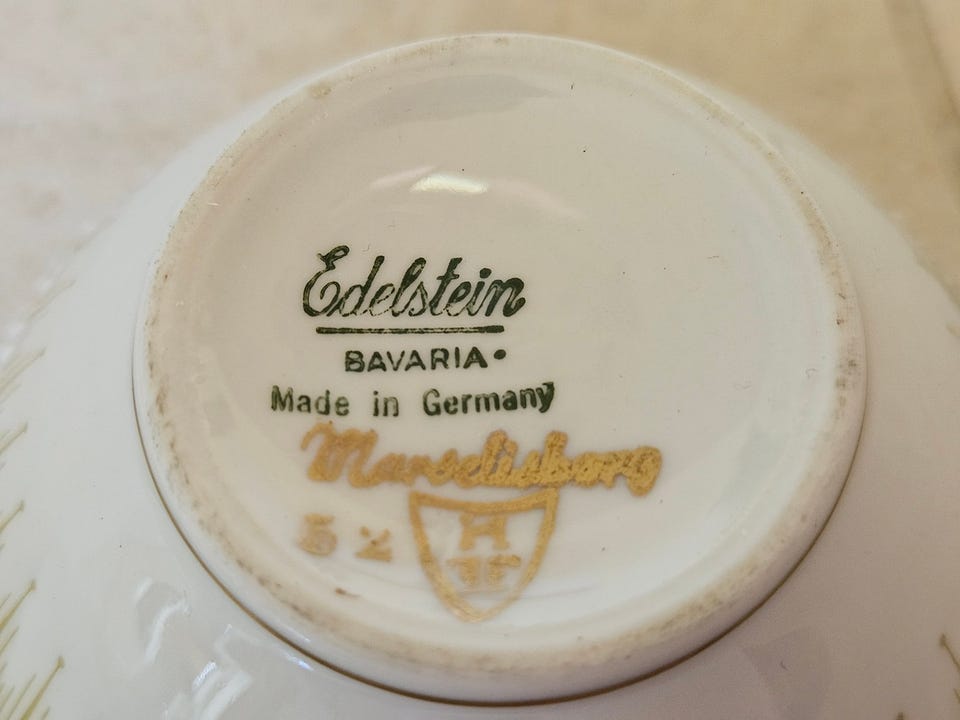 Edelstein
BAVARIA
Made in Germany
Marselisborg
H